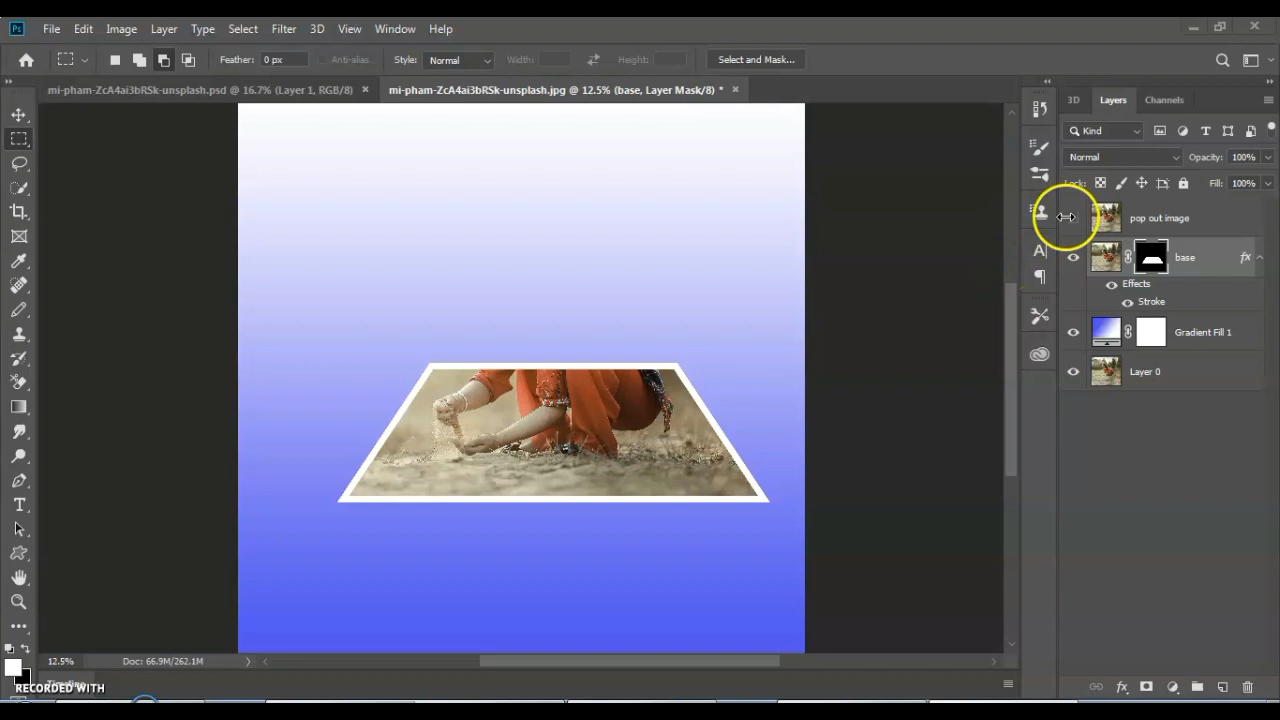 Ps File Edit Image Layer Type Select Filter 3D View Window Help
Feather: 0 px Anti-alias Style: Normal Width: Height: Select and Mask...
mi-pham-ZcA4ai3bRSk-unsplash.psd @ 16.7% (Layer 1, RGB/8) × mi-pham-ZcA4ai3bRSk-unsplash.jpg @ 12.5% (base, Layer Mask/8) * ×
3D Layers Channels
Kind
Normal Opacity: 100%
Lock: Fill: 100%
pop out image
base fx
Effects
Stroke
Gradient Fill 1
Layer 0
12.5% Doc: 66.9M/262.1M
Timeline
RECORDED WITH